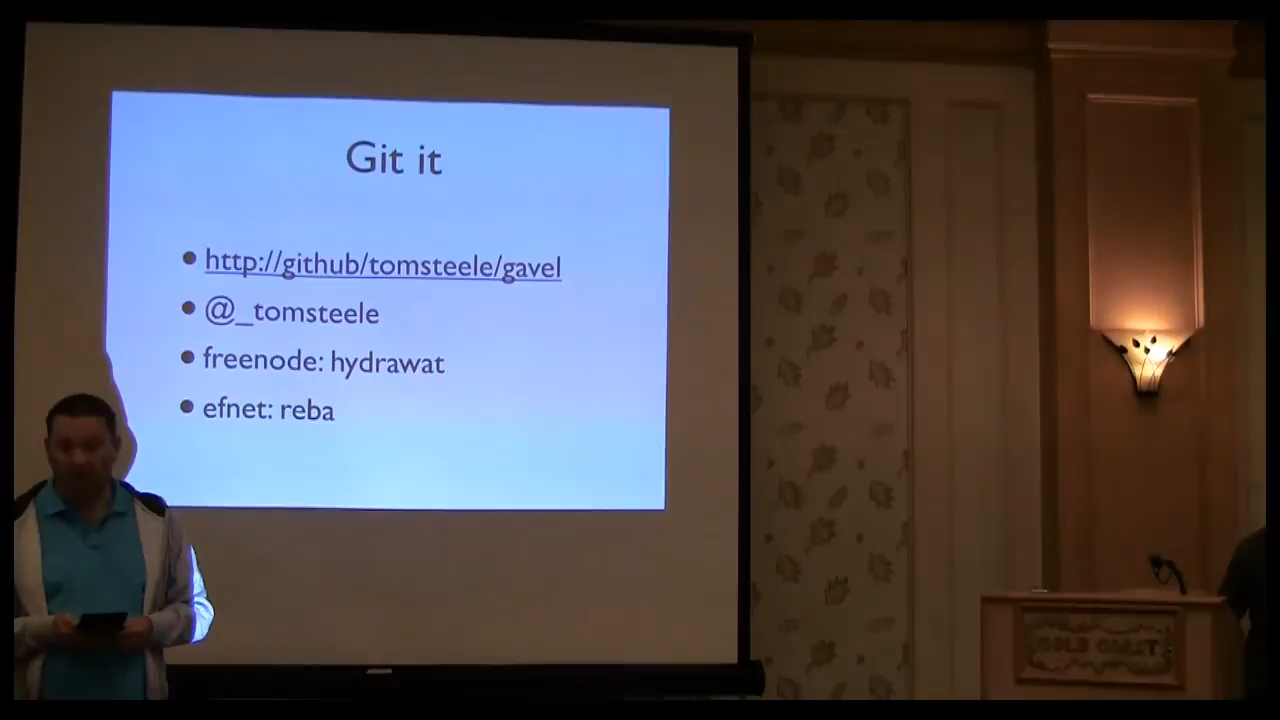 Git it
http://github/tomsteele/gavel
@_tomsteele
freenode: hydrawat
efnet: reba
GOLD COAST